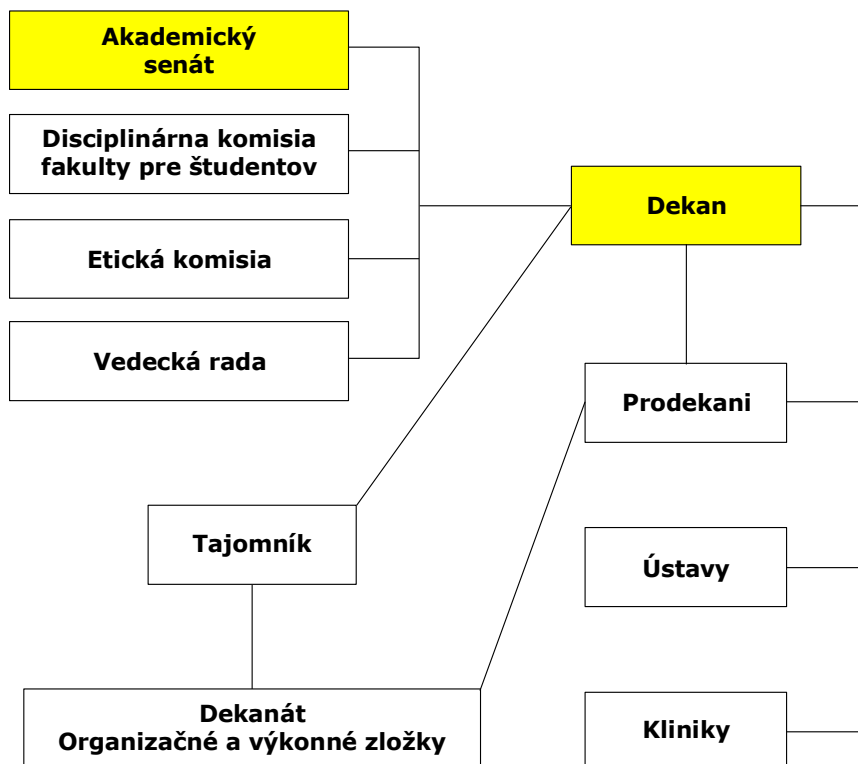 Akademický
senát
Disciplinárna komisia
fakulty pre študentov
Dekan
Etická komisia
Vedecká rada
Prodekani
Tajomník
Ústavy
Dekanát
Organizačné a výkonné zložky
Kliniky